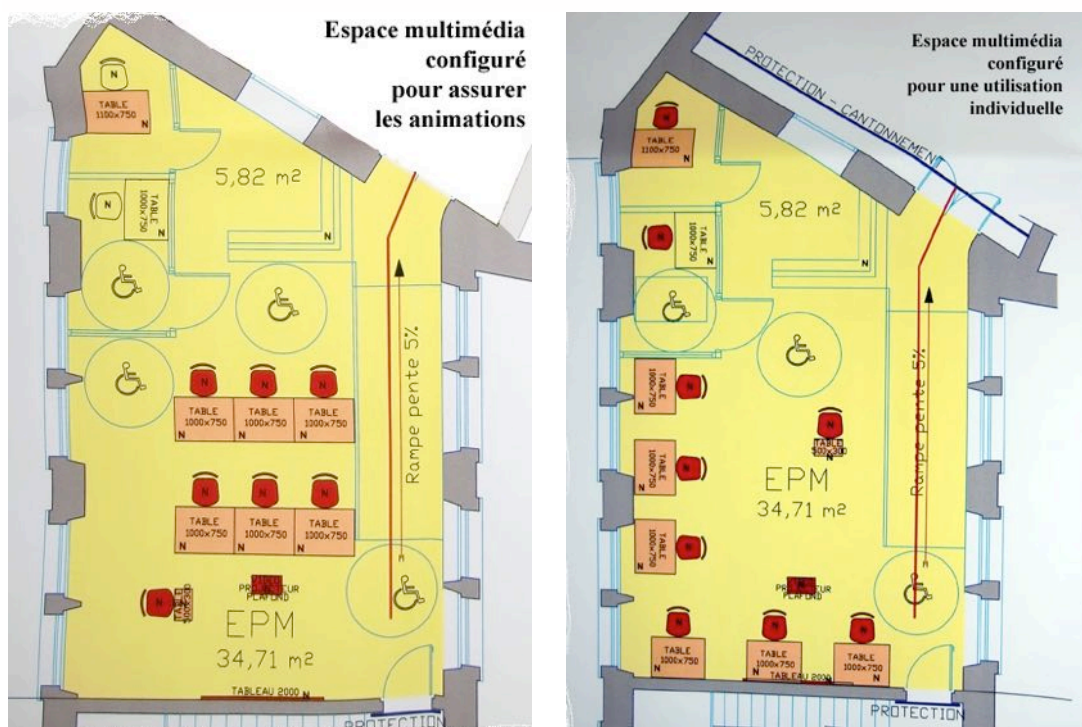 Espace multimédia
configuré
pour assurer
les animations
N
TABLE
1100x750
N
5,82 m2
N
TABLE
1000x750
N
N
Rampe pente 5%
N
N
N
TABLE
1000x750
N
TABLE
1000x750
N
TABLE
1000x750
N
N
N
N
TABLE
1000x750
N
TABLE
1000x750
N
TABLE
1000x750
N
VIDEO
PROJECTEUR
PLAFOND
N
EPM
34,71 m2
TABLEAU 2000 N
PROTECTION
Espace multimédia
configuré
pour une utilisation
individuelle
PROTECTION - CANTONNEMENT
N
TABLE
1100x750
N
5,82 m2
N
TABLE
1000x750
N
N
Rampe pente 5%
TABLE
1000x750
N
N
N
TABLE
500x300
N
TABLE
1000x750
N
N
EPM
34,71 m2
TABLE
1000x750
N
N
PROJECTEUR
PLAFOND
N
N
N
TABLE
1000x750
N
TABLE
1000x750
N
TABLE
1000x750
N
TABLEAU 2000
PROTECTION